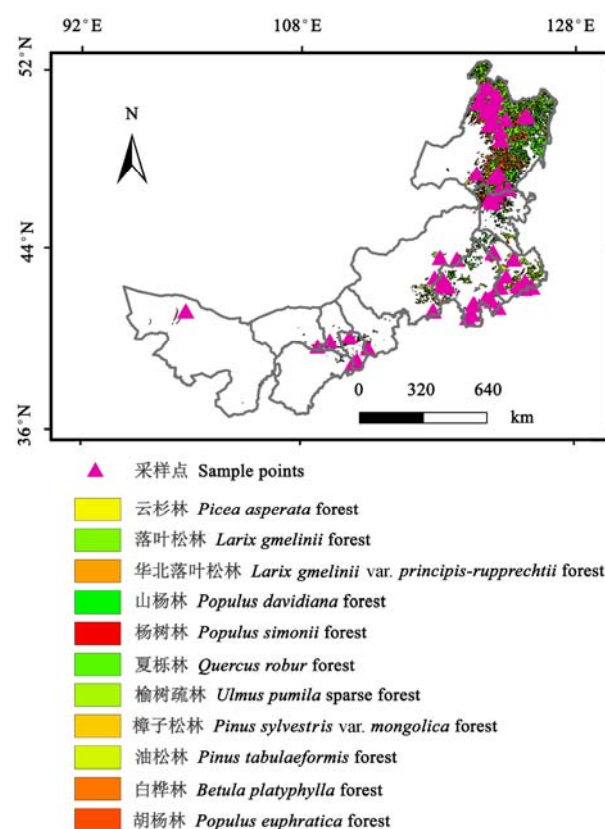 92°E 108°E 128°E
52°N
44°N
36°N
0 320 640
km
采样点 Sample points
云杉林 Picea asperata forest
落叶松林 Larix gmelinii forest
华北落叶松林 Larix gmelinii var. principis-rupprechtii forest
山杨林 Populus davidiana forest
杨树林 Populus simonii forest
夏栎林 Quercus robur forest
榆树疏林 Ulmus pumila sparse forest
樟子松林 Pinus sylvestris var. mongolica forest
油松林 Pinus tabulaeformis forest
白桦林 Betula platyphylla forest
胡杨林 Populus euphratica forest